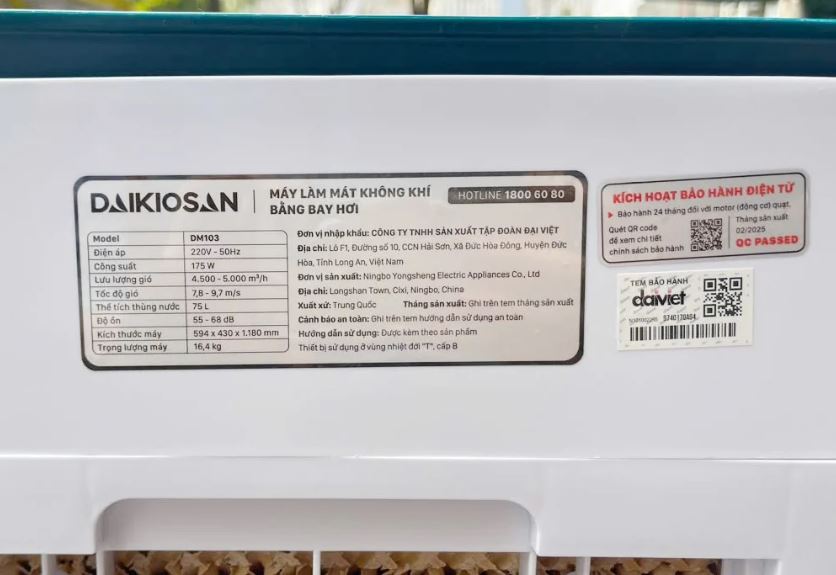 DAIKIOSAN
MÁY LÀM MÁT KHÔNG KHÍ
BẰNG BAY HƠI
HOTLINE 1800 60 80
Model DM103
Điện áp 220V - 50Hz
Công suất 175 W
Lưu lượng gió 4.500 - 5.000 m³/h
Tốc độ gió 7,8 - 9,7 m/s
Thể tích thùng nước 75 L
Độ ồn 55 - 68 dB
Kích thước máy 594 x 430 x 1.180 mm
Trọng lượng máy 16,4 kg
Đơn vị nhập khẩu: CÔNG TY TNHH SẢN XUẤT TẬP ĐOÀN ĐẠI VIỆT
Địa chỉ: Lô F1, Đường số 10, CCN Hải Sơn, Xã Đức Hòa Đông, Huyện Đức
Hòa, Tỉnh Long An, Việt Nam
Đơn vị sản xuất: Ningbo Yongsheng Electric Appliances Co., Ltd
Địa chỉ: Longshan Town, Cixi, Ningbo, China
Xuất xứ: Trung Quốc Tháng sản xuất: Ghi trên tem tháng sản xuất
Cảnh báo an toàn: Ghi trên tem hướng dẫn sử dụng an toàn
Hướng dẫn sử dụng: Được kèm theo sản phẩm
Thiết bị sử dụng ở vùng nhiệt đới "T", cấp B
KÍCH HOẠT BẢO HÀNH ĐIỆN TỬ
Bảo hành 24 tháng đối với motor (động cơ) quạt.
Quét QR code
để xem chi tiết
chính sách bảo hành
Tháng sản xuất
02/2025
QC PASSED
TEM BẢO HÀNH
daiviet